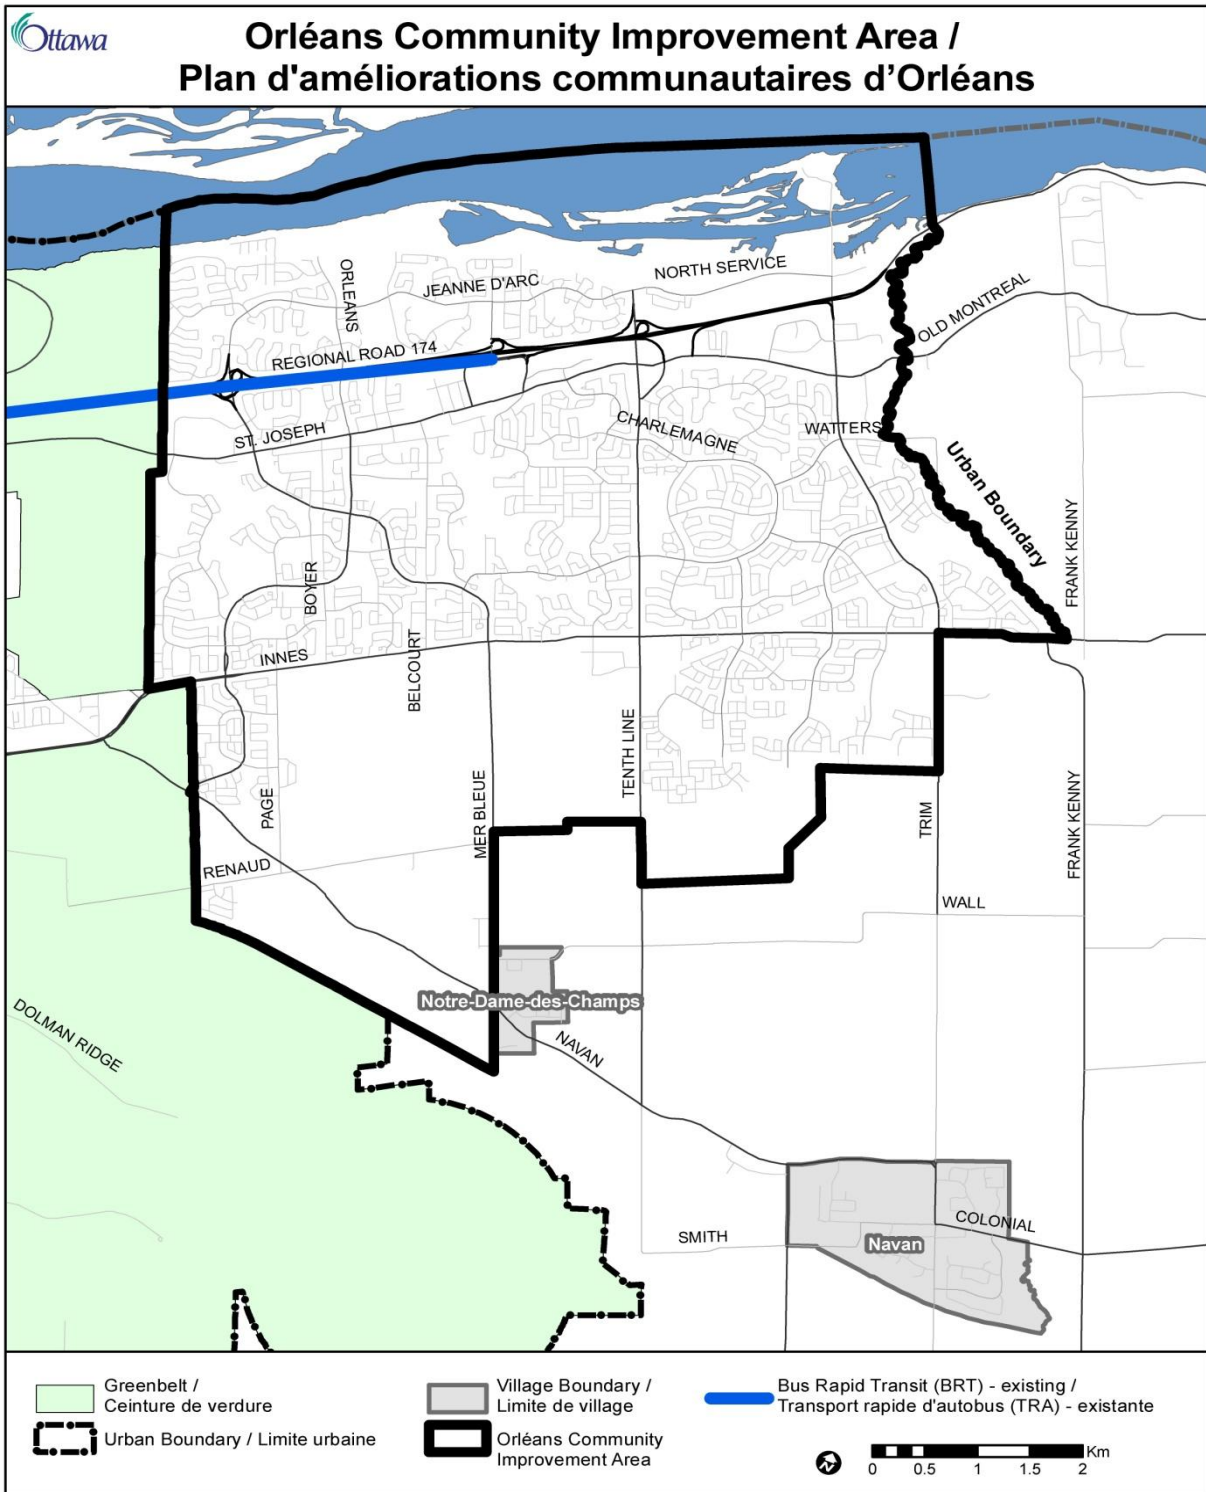 Ottawa
Orléans Community Improvement Area /
Plan d'améliorations communautaires d’Orléans
ORLEANS
JEANNE D'ARC
NORTH SERVICE
REGIONAL ROAD 174
OLD MONTREAL
ST. JOSEPH
CHARLEMAGNE
WATTERS
Urban Boundary
FRANK KENNY
BOYER
BELCOURT
INNES
TENTH LINE
PAGE
MER BLEUE
TRIM
FRANK KENNY
RENAUD
WALL
Notre-Dame-des-Champs
DOLMAN RIDGE
NAVAN
SMITH
COLONIAL
Navan
Greenbelt /
Ceinture de verdure
Urban Boundary / Limite urbaine
Village Boundary /
Limite de village
Orléans Community
Improvement Area
Bus Rapid Transit (BRT) - existing /
Transport rapide d'autobus (TRA) - existante
N
Km
0 0.5 1 1.5 2